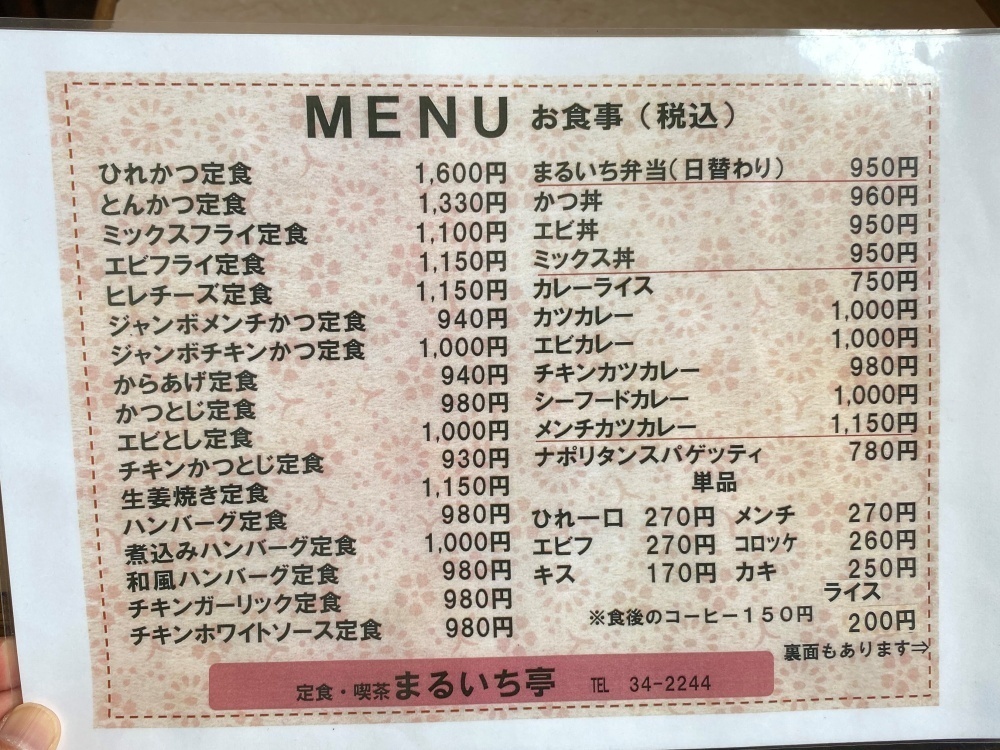 MENU お食事（税込）
ひれかつ定食 1,600円
とんかつ定食 1,330円
ミックスフライ定食 1,100円
エビフライ定食 1,150円
ヒレチーズ定食 1,150円
ジャンボメンチかつ定食 940円
ジャンボチキンかつ定食 1,000円
からあげ定食 940円
かつとじ定食 980円
エビとし定食 1,000円
チキンかつとじ定食 930円
生姜焼き定食 1,150円
ハンバーグ定食 980円
煮込みハンバーグ定食 1,000円
和風ハンバーグ定食 980円
チキンガーリック定食 980円
チキンホワイトソース定食 980円
まるいち弁当（日替わり） 950円
かつ丼 960円
エビ丼 950円
ミックス丼 950円
カレーライス 750円
カツカレー 1,000円
エビカレー 1,000円
チキンカツカレー 980円
シーフードカレー 1,000円
メンチカツカレー 1,150円
ナポリタンスパゲッティ 780円
単品
ひれ一口 270円 メンチ 270円
エビフ 270円 コロッケ 260円
キス 170円 カキ 250円
ライス
※食後のコーヒー１５０円 200円
裏面もあります⇒
定食・喫茶まるいち亭 TEL 34-2244